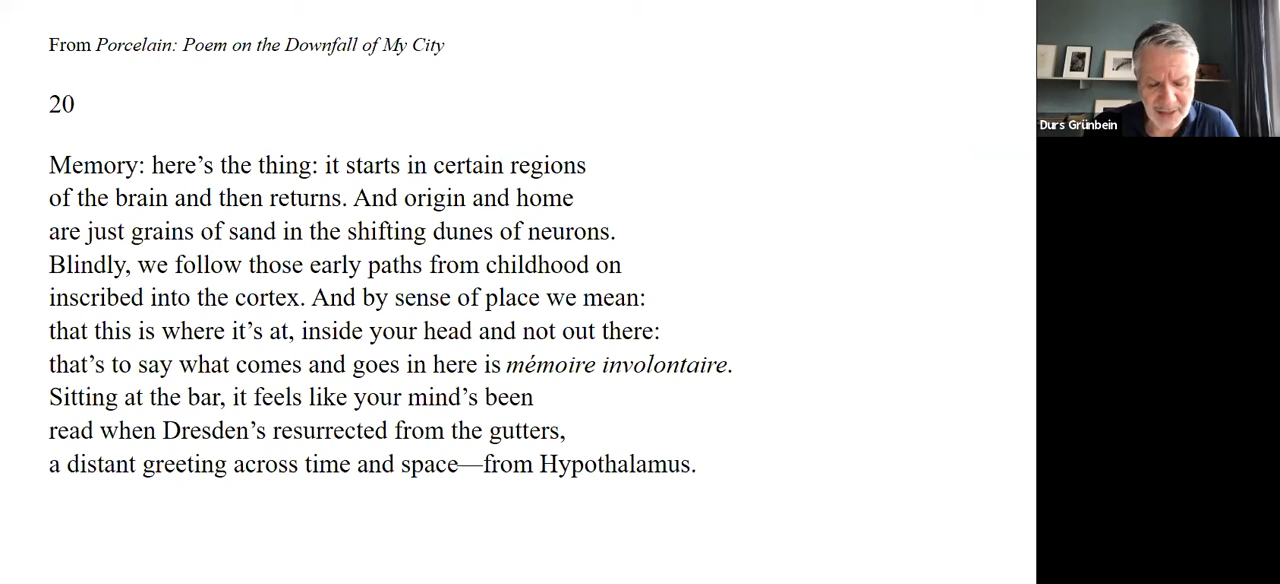 From Porcelain: Poem on the Downfall of My City
20
Memory: here’s the thing: it starts in certain regions
of the brain and then returns. And origin and home
are just grains of sand in the shifting dunes of neurons.
Blindly, we follow those early paths from childhood on
inscribed into the cortex. And by sense of place we mean:
that this is where it’s at, inside your head and not out there:
that’s to say what comes and goes in here is mémoire involontaire.
Sitting at the bar, it feels like your mind’s been
read when Dresden’s resurrected from the gutters,
a distant greeting across time and space—from Hypothalamus.
Durs Grünbein